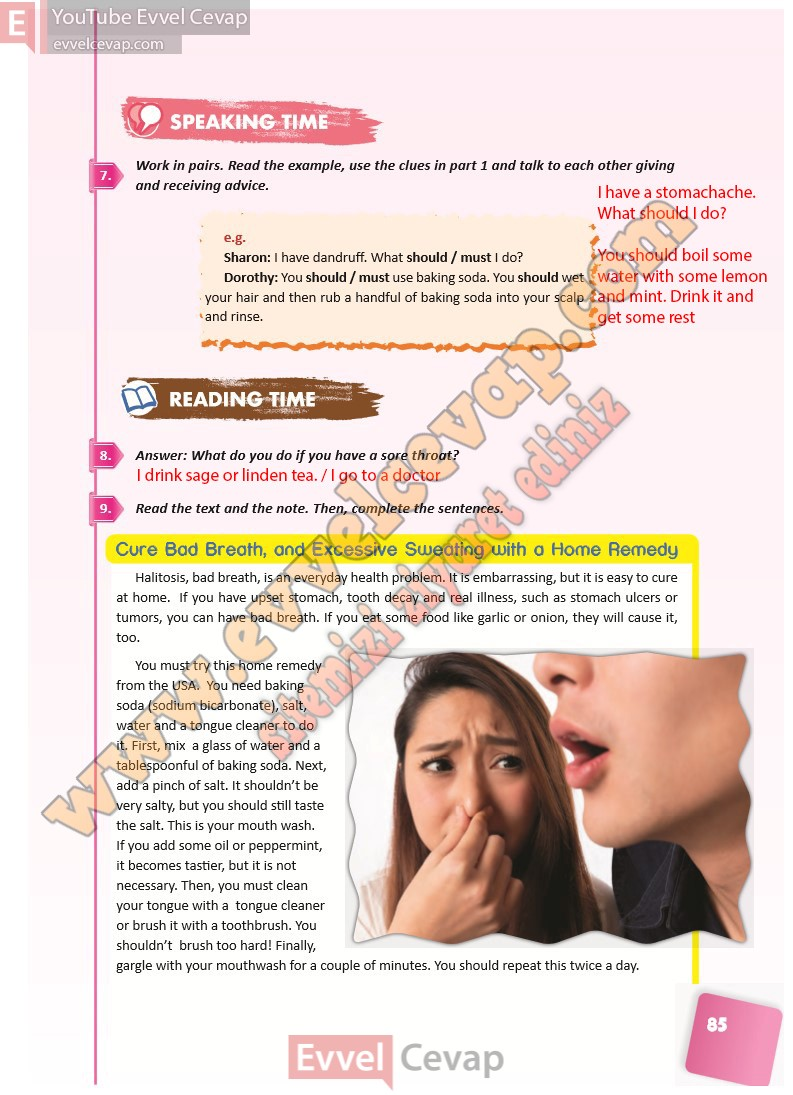 E
YouTube Evvel Cevap
evvelcevap.com
SPEAKING TIME
7.
Work in pairs. Read the example, use the clues in part 1 and talk to each other giving
and receiving advice.
I have a stomachache.
What should I do?
You should boil some
water with some lemon
and mint. Drink it and
get some rest
e.g.
Sharon: I have dandruff. What should / must I do?
Dorothy: You should / must use baking soda. You should wet
your hair and then rub a handful of baking soda into your scalp
and rinse.
READING TIME
8.
Answer: What do you do if you have a sore throat?
I drink sage or linden tea. / I go to a doctor
9.
Read the text and the note. Then, complete the sentences.
Cure Bad Breath, and Excessive Sweating with a Home Remedy
Halitosis, bad breath, is an everyday health problem. It is embarrassing, but it is easy to cure
at home. If you have upset stomach, tooth decay and real illness, such as stomach ulcers or
tumors, you can have bad breath. If you eat some food like garlic or onion, they will cause it,
too.
You must try this home remedy
from the USA. You need baking
soda (sodium bicarbonate), salt,
water and a tongue cleaner to do
it. First, mix a glass of water and a
tablespoonful of baking soda. Next,
add a pinch of salt. It shouldn't be
very salty, but you should still taste
the salt. This is your mouth wash.
If you add some oil or peppermint,
it becomes tastier, but it is not
necessary. Then, you must clean
your tongue with a tongue cleaner
or brush it with a toothbrush. You
shouldn't brush too hard! Finally,
gargle with your mouthwash for a couple of minutes. You should repeat this twice a day.
www.evvelcevap.com
sitemizi ziyaret ediniz
85
Evvel Cevap